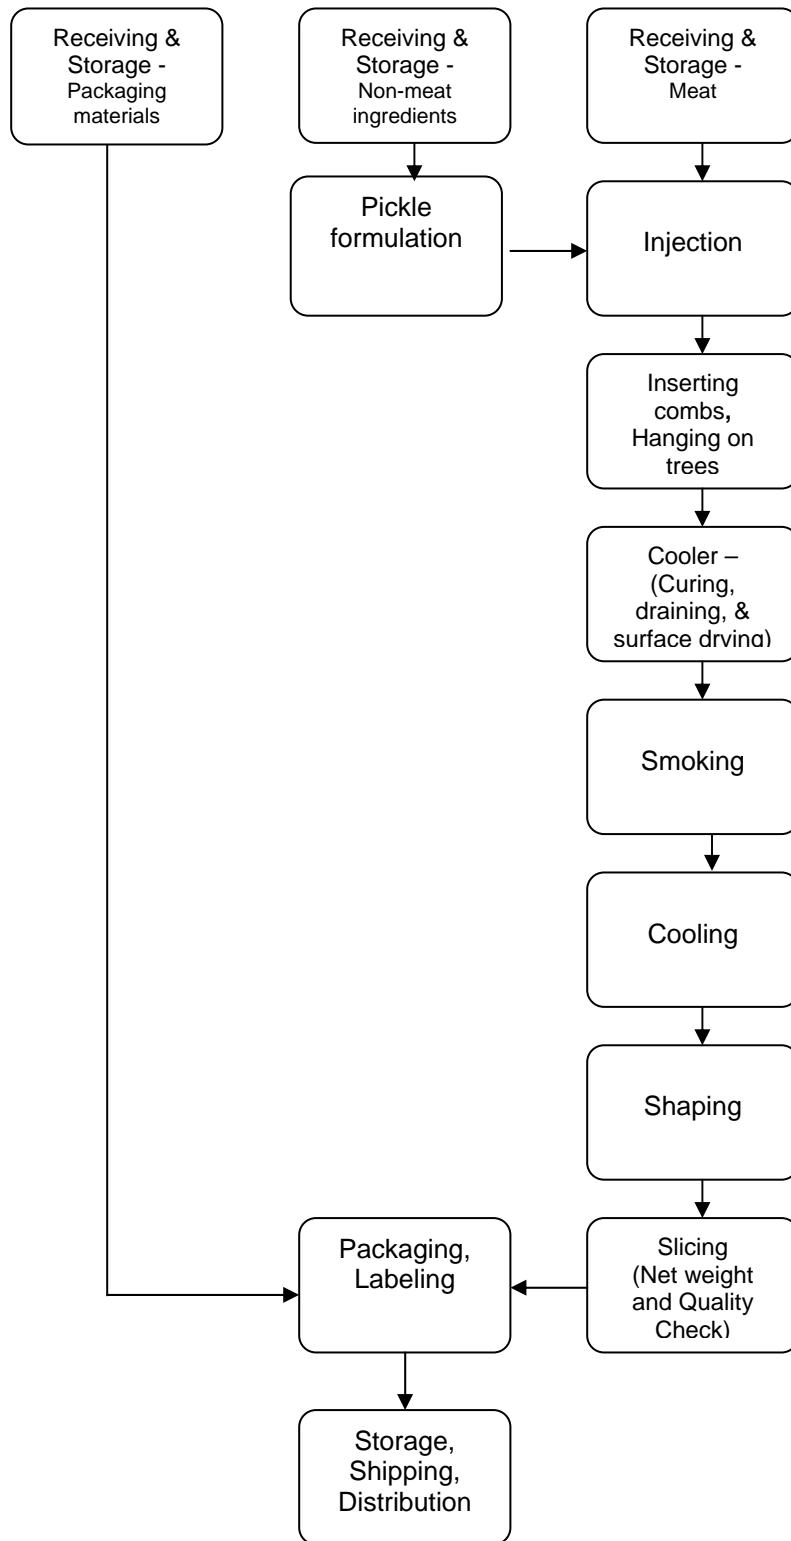 Receiving &
Storage -
Packaging
materials
Receiving &
Storage -
Non-meat
ingredients
Receiving &
Storage -
Meat
Pickle
formulation
Injection
Inserting
combs,
Hanging on
trees
Cooler –
(Curing,
draining, &
surface drying)
Smoking
Cooling
Shaping
Packaging,
Labeling
Slicing
(Net weight
and Quality
Check)
Storage,
Shipping,
Distribution